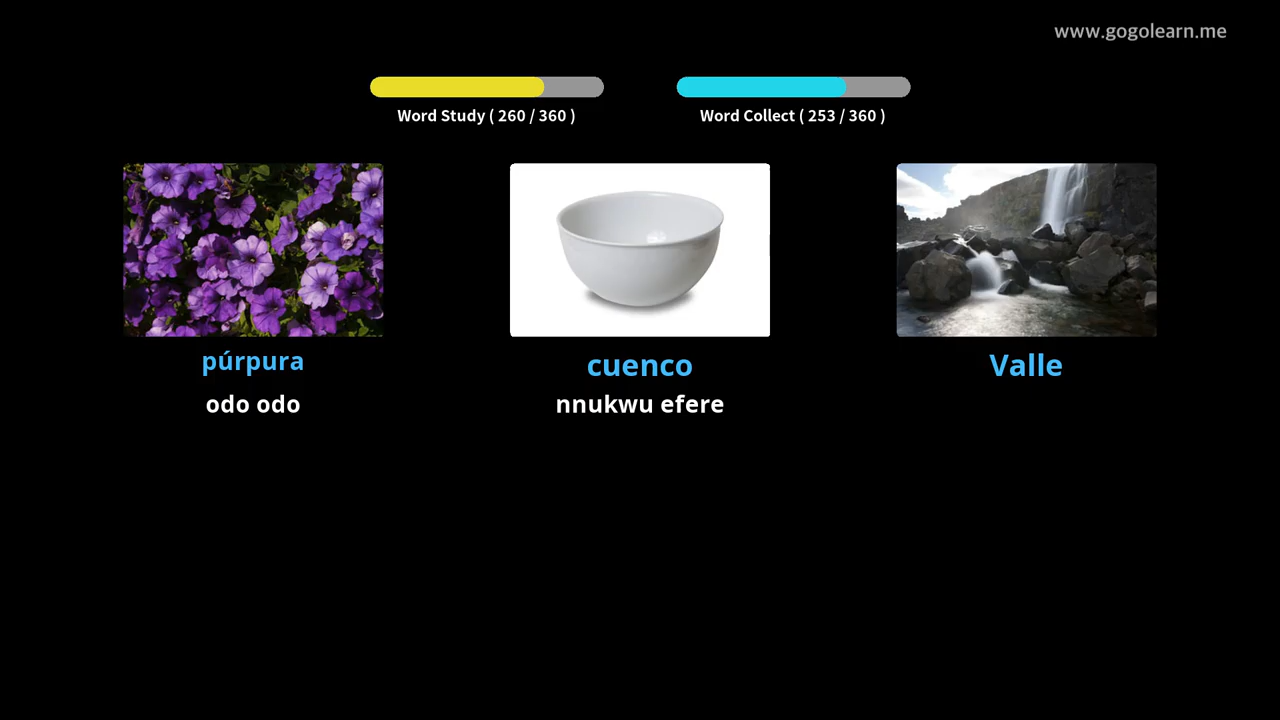 www.gogolearn.me
Word Study ( 260 / 360 )
Word Collect ( 253 / 360 )
púrpura
cuenco
Valle
odo odo
nnukwu efere